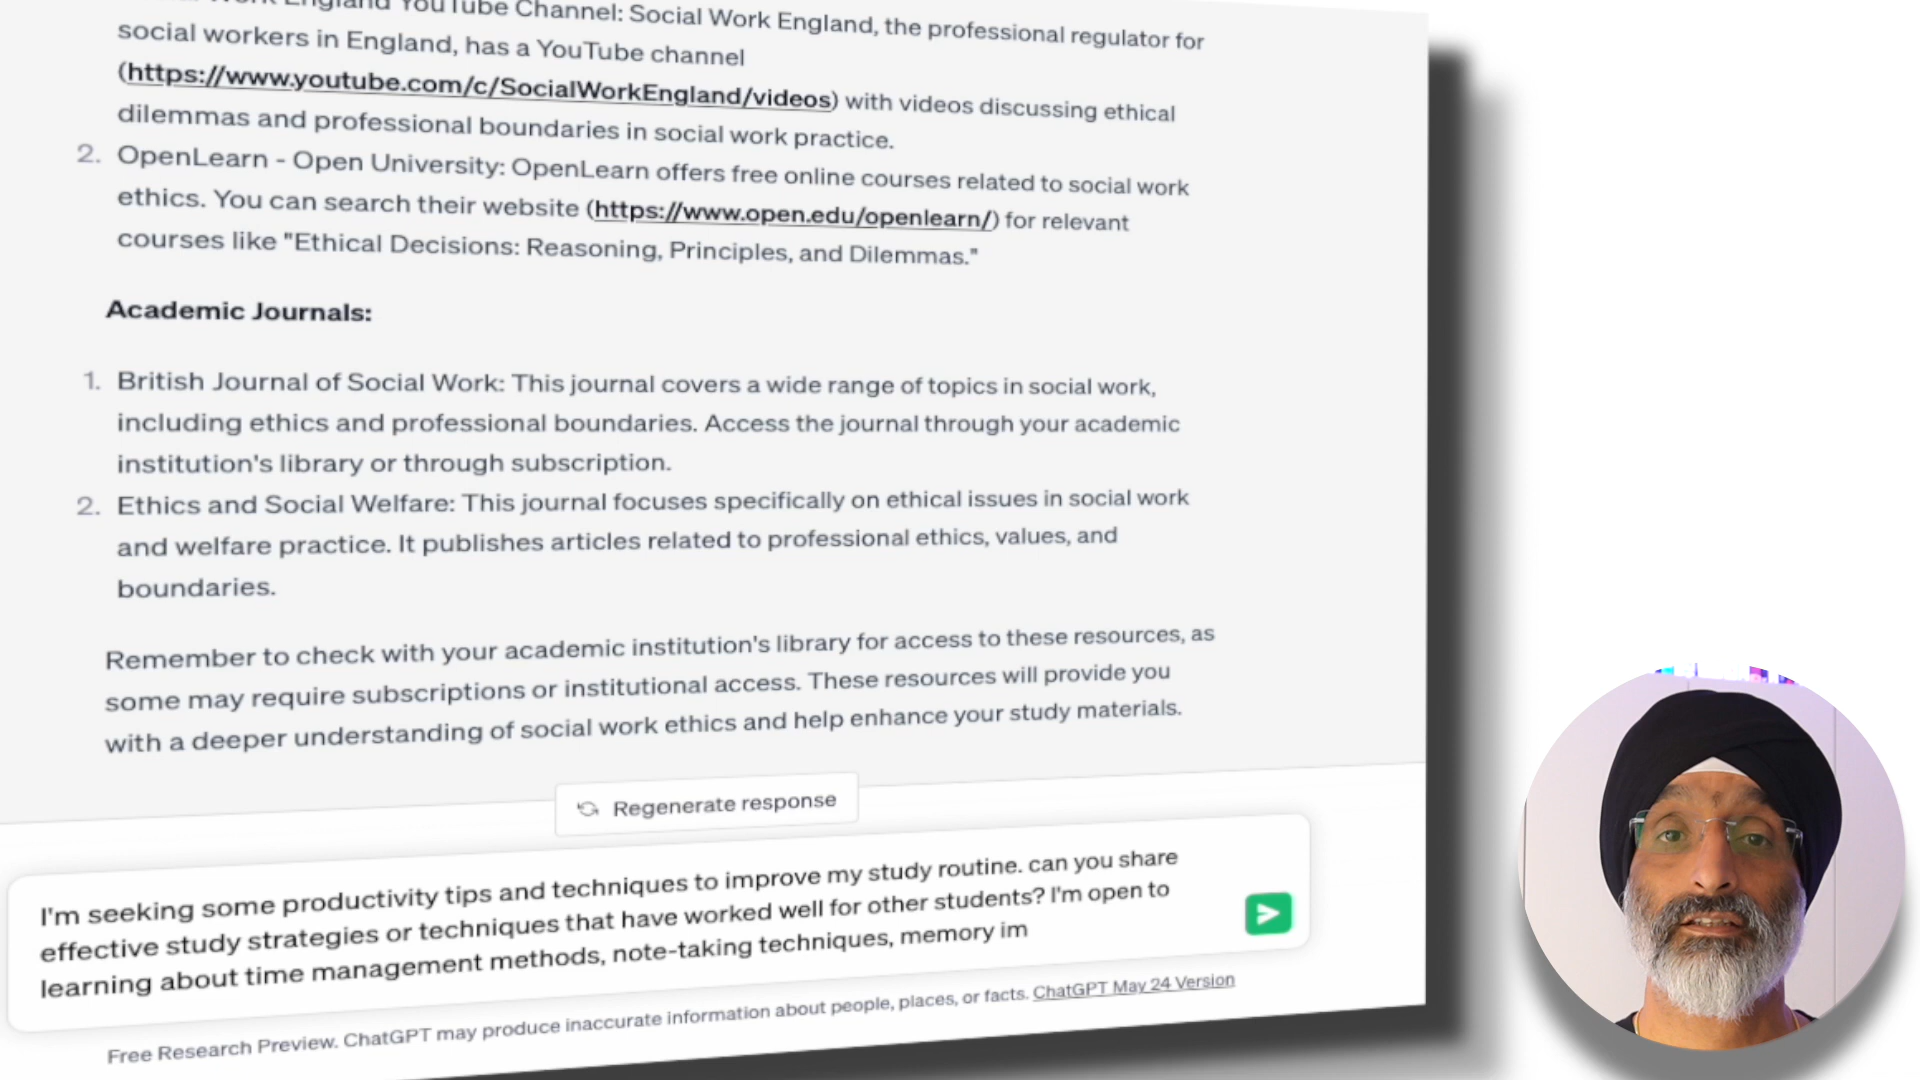 YouTube Channel: Social Work England, the professional regulator for
social workers in England, has a YouTube channel
(https://www.youtube.com/c/SocialWorkEngland/videos) with videos discussing ethical
dilemmas and professional boundaries in social work practice.
2. OpenLearn - Open University: OpenLearn offers free online courses related to social work
ethics. You can search their website (https://www.open.edu/openlearn/) for relevant
courses like "Ethical Decisions: Reasoning, Principles, and Dilemmas."
Academic Journals:
1. British Journal of Social Work: This journal covers a wide range of topics in social work,
including ethics and professional boundaries. Access the journal through your academic
institution's library or through subscription.
2. Ethics and Social Welfare: This journal focuses specifically on ethical issues in social work
and welfare practice. It publishes articles related to professional ethics, values, and
boundaries.
Remember to check with your academic institution's library for access to these resources, as
some may require subscriptions or institutional access. These resources will provide you
with a deeper understanding of social work ethics and help enhance your study materials.
Regenerate response
I'm seeking some productivity tips and techniques to improve my study routine. can you share
effective study strategies or techniques that have worked well for other students? I'm open to
learning about time management methods, note-taking techniques, memory im
Free Research Preview. ChatGPT may produce inaccurate information about people, places, or facts. ChatGPT May 24 Version